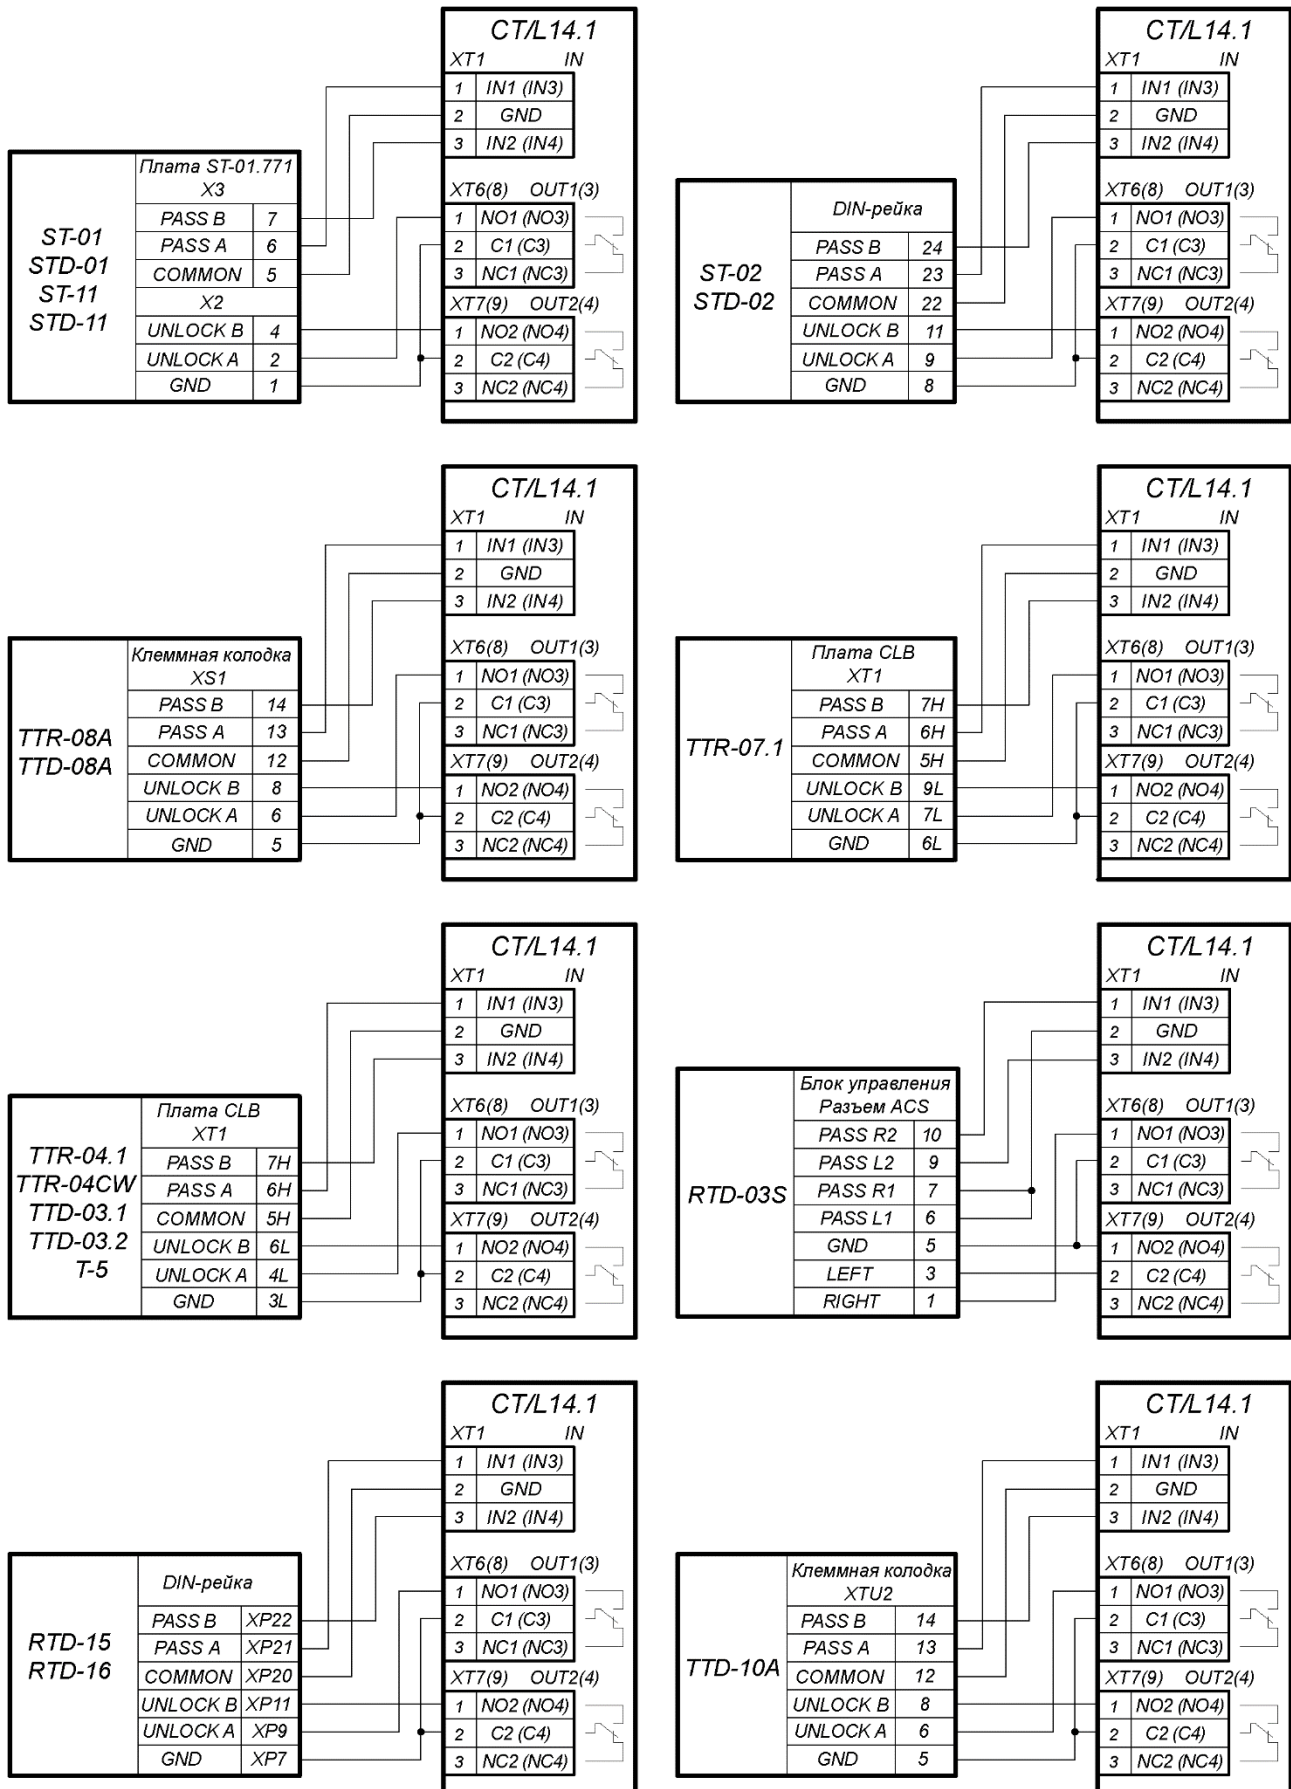 CT/L14.1
XT1 IN
1 IN1 (IN3)
2 GND
3 IN2 (IN4)
XT6(8) OUT1(3)
1 NO1 (NO3)
2 C1 (C3)
3 NC1 (NC3)
XT7(9) OUT2(4)
1 NO2 (NO4)
2 C2 (C4)
3 NC2 (NC4)
ST-01
STD-01
ST-11
STD-11
Плата ST-01.771
X3
PASS B 7
PASS A 6
COMMON 5
X2
UNLOCK B 4
UNLOCK A 2
GND 1
CT/L14.1
XT1 IN
1 IN1 (IN3)
2 GND
3 IN2 (IN4)
XT6(8) OUT1(3)
1 NO1 (NO3)
2 C1 (C3)
3 NC1 (NC3)
XT7(9) OUT2(4)
1 NO2 (NO4)
2 C2 (C4)
3 NC2 (NC4)
ST-02
STD-02
DIN-рейка
PASS B 24
PASS A 23
COMMON 22
UNLOCK B 11
UNLOCK A 9
GND 8
CT/L14.1
XT1 IN
1 IN1 (IN3)
2 GND
3 IN2 (IN4)
XT6(8) OUT1(3)
1 NO1 (NO3)
2 C1 (C3)
3 NC1 (NC3)
XT7(9) OUT2(4)
1 NO2 (NO4)
2 C2 (C4)
3 NC2 (NC4)
TTR-08A
TTD-08A
Клеммная колодка
XS1
PASS B 14
PASS A 13
COMMON 12
UNLOCK B 8
UNLOCK A 6
GND 5
CT/L14.1
XT1 IN
1 IN1 (IN3)
2 GND
3 IN2 (IN4)
XT6(8) OUT1(3)
1 NO1 (NO3)
2 C1 (C3)
3 NC1 (NC3)
XT7(9) OUT2(4)
1 NO2 (NO4)
2 C2 (C4)
3 NC2 (NC4)
TTR-07.1
Плата CLB
XT1
PASS B 7H
PASS A 6H
COMMON 5H
UNLOCK B 9L
UNLOCK A 7L
GND 6L
CT/L14.1
XT1 IN
1 IN1 (IN3)
2 GND
3 IN2 (IN4)
XT6(8) OUT1(3)
1 NO1 (NO3)
2 C1 (C3)
3 NC1 (NC3)
XT7(9) OUT2(4)
1 NO2 (NO4)
2 C2 (C4)
3 NC2 (NC4)
TTR-04.1
TTR-04CW
TTD-03.1
TTD-03.2
T-5
Плата CLB
XT1
PASS B 7H
PASS A 6H
COMMON 5H
UNLOCK B 6L
UNLOCK A 4L
GND 3L
CT/L14.1
XT1 IN
1 IN1 (IN3)
2 GND
3 IN2 (IN4)
XT6(8) OUT1(3)
1 NO1 (NO3)
2 C1 (C3)
3 NC1 (NC3)
XT7(9) OUT2(4)
1 NO2 (NO4)
2 C2 (C4)
3 NC2 (NC4)
RTD-03S
Блок управления
Разъем ACS
PASS R2 10
PASS L2 9
PASS R1 7
PASS L1 6
GND 5
LEFT 3
RIGHT 1
CT/L14.1
XT1 IN
1 IN1 (IN3)
2 GND
3 IN2 (IN4)
XT6(8) OUT1(3)
1 NO1 (NO3)
2 C1 (C3)
3 NC1 (NC3)
XT7(9) OUT2(4)
1 NO2 (NO4)
2 C2 (C4)
3 NC2 (NC4)
RTD-15
RTD-16
DIN-рейка
PASS B XP22
PASS A XP21
COMMON XP20
UNLOCK B XP11
UNLOCK A XP9
GND XP7
CT/L14.1
XT1 IN
1 IN1 (IN3)
2 GND
3 IN2 (IN4)
XT6(8) OUT1(3)
1 NO1 (NO3)
2 C1 (C3)
3 NC1 (NC3)
XT7(9) OUT2(4)
1 NO2 (NO4)
2 C2 (C4)
3 NC2 (NC4)
TTD-10A
Клеммная колодка
XTU2
PASS B 14
PASS A 13
COMMON 12
UNLOCK B 8
UNLOCK A 6
GND 5